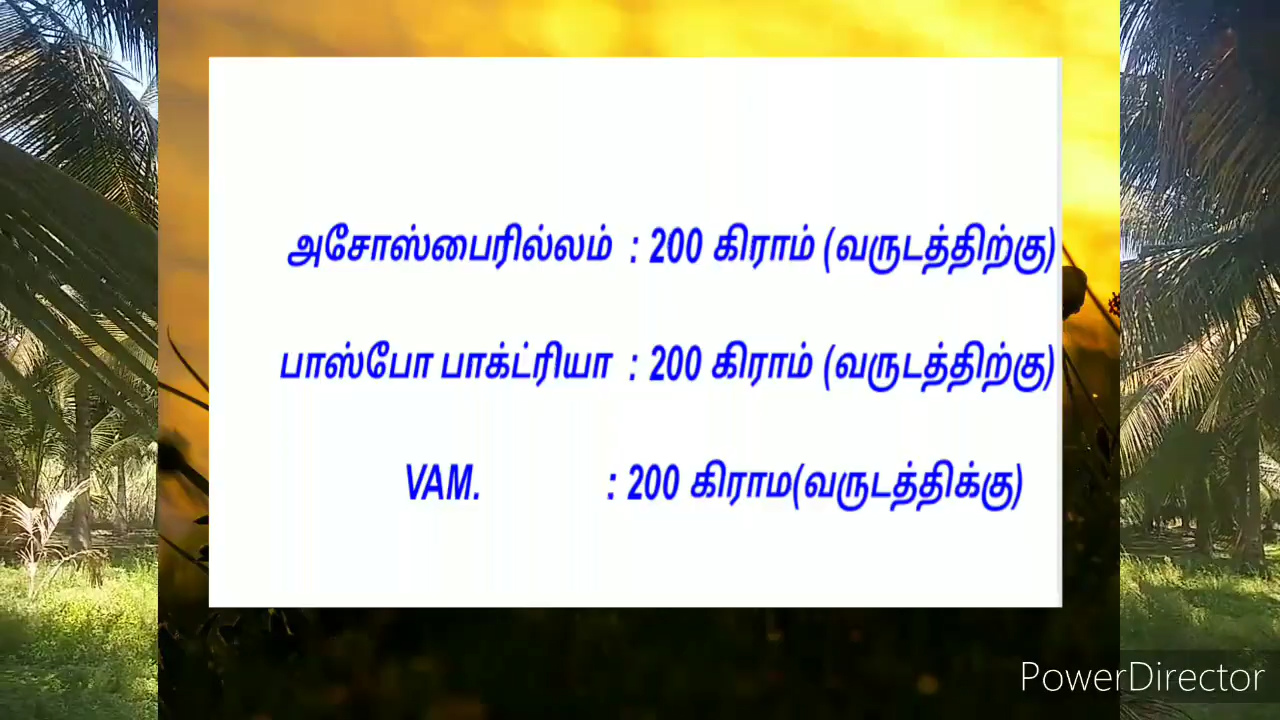 அசோஸ்பைரில்லம் : 200 கிராம் (வருடத்திற்கு)
பாஸ்போ பாக்ட்ரியா : 200 கிராம் (வருடத்திற்கு)
VAM. : 200 கிராம(வருடத்திக்கு)
PowerDirector